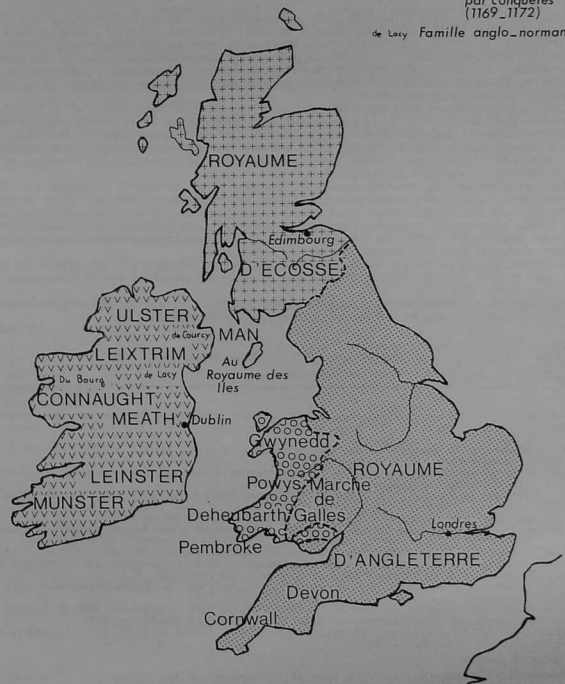 par conquêtes
(1169_1172)
de Lacy Famille anglo_norman
ROYAUME
Edimbourg
D'ECOSSE
ULSTER
de Courcy
MAN
LEIXTRIM
Au
Royaume des
Iles
Du Bourg
de Lacy
CONNAUGHT
MEATH
Dublin
Gwynedd
ROYAUME
LEINSTER
Powys
Marche
de
Galles
MUNSTER
Deheubarth
Londres
Pembroke
D'ANGLETERRE
Devon
Cornwall